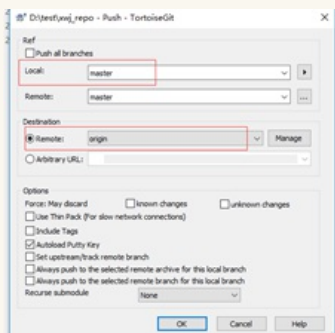 D:\test\xwj_repo - Push - TortoiseGit
Ref
Push all branches
Local: master
Remote: master
Destination
Remote: origin Manage
Arbitrary URL:
Options
Force: May discard known changes unknown changes
Use Thin Pack (For slow network connections)
Include Tags
Autoload Putty Key
Set upstream/track remote branch
Always push to the selected remote archive for this local branch
Always push to the selected remote branch for this local branch
Recurse submodule None
OK Cancel Help